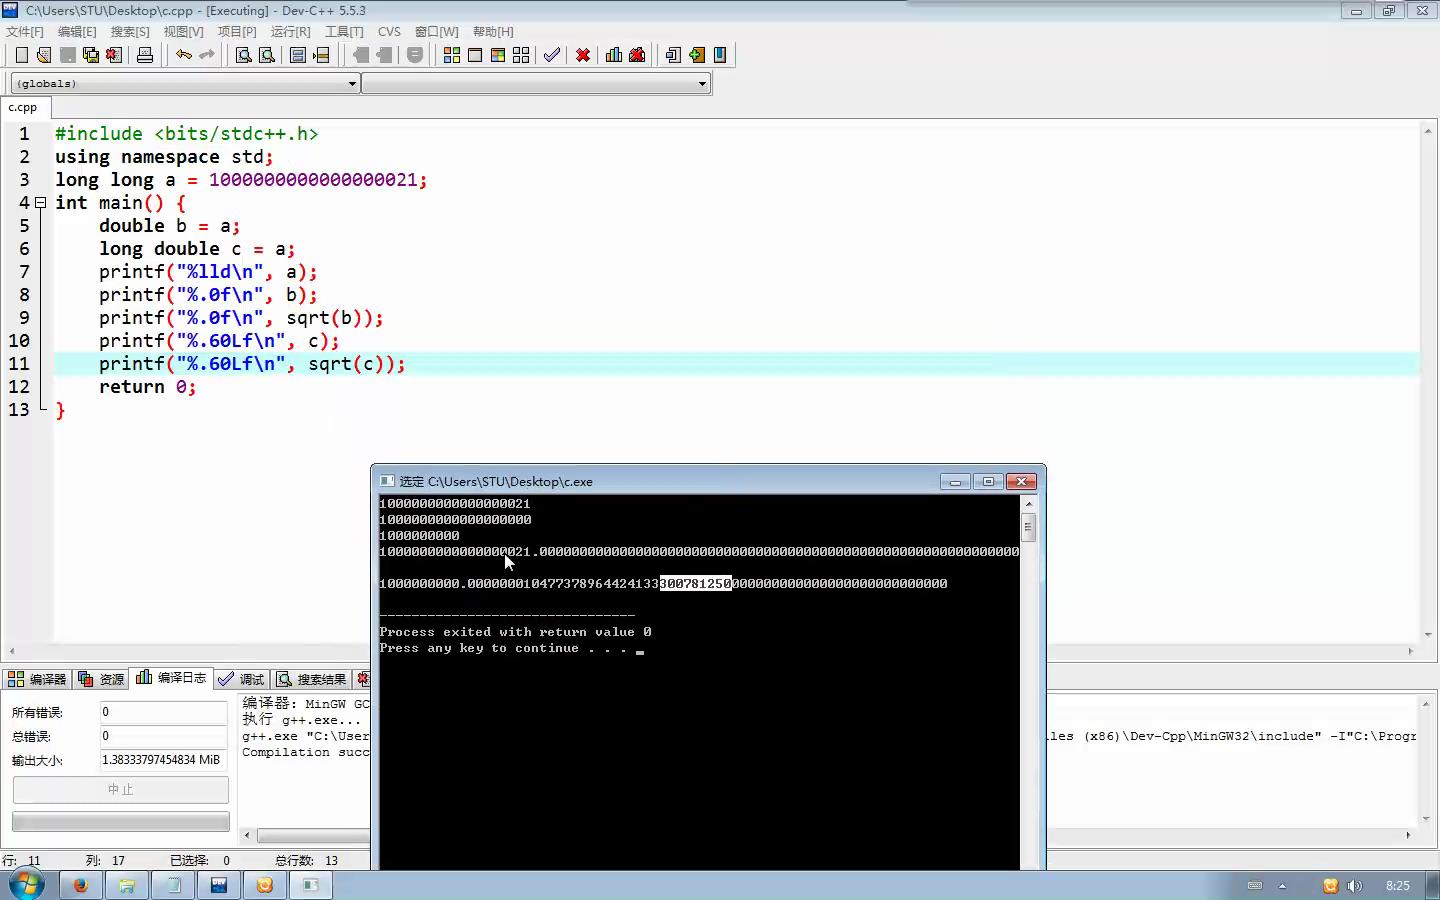 C:\Users\STU\Desktop\c.cpp - [Executing] - Dev-C++ 5.5.3
文件[F] 编辑[E] 搜索[S] 视图[V] 项目[P] 运行[R] 工具[T] CVS 窗口[W] 帮助[H]
(globals)
c.cpp
1 #include <bits/stdc++.h>
2 using namespace std;
3 long long a = 1000000000000000021;
4 int main() {
5 double b = a;
6 long double c = a;
7 printf("%lld\n", a);
8 printf("%.0f\n", b);
9 printf("%.0f\n", sqrt(b));
10 printf("%.60Lf\n", c);
11 printf("%.60Lf\n", sqrt(c));
12 return 0;
13 }
选定 C:\Users\STU\Desktop\c.exe
1000000000000000021
1000000000000000000
1000000000
1000000000000000021.000000000000000000000000000000000000000000000000000000000000
1000000000.000000010477378964424133300781250000000000000000000000000000
--------------------------------
Process exited with return value 0
Press any key to continue . . .
编译器 资源 编译日志 调试 搜索结果
所有错误: 0
总错误: 0
输出大小: 1.38333797454834 MiB
中止
编译器: MinGW GC
执行 g++.exe...
g++.exe "C:\User les (x86)\Dev-Cpp\MinGW32\include" -I"C:\Progr
Compilation succ
行: 11 列: 17 已选择: 0 总行数: 13
DEV
8:25